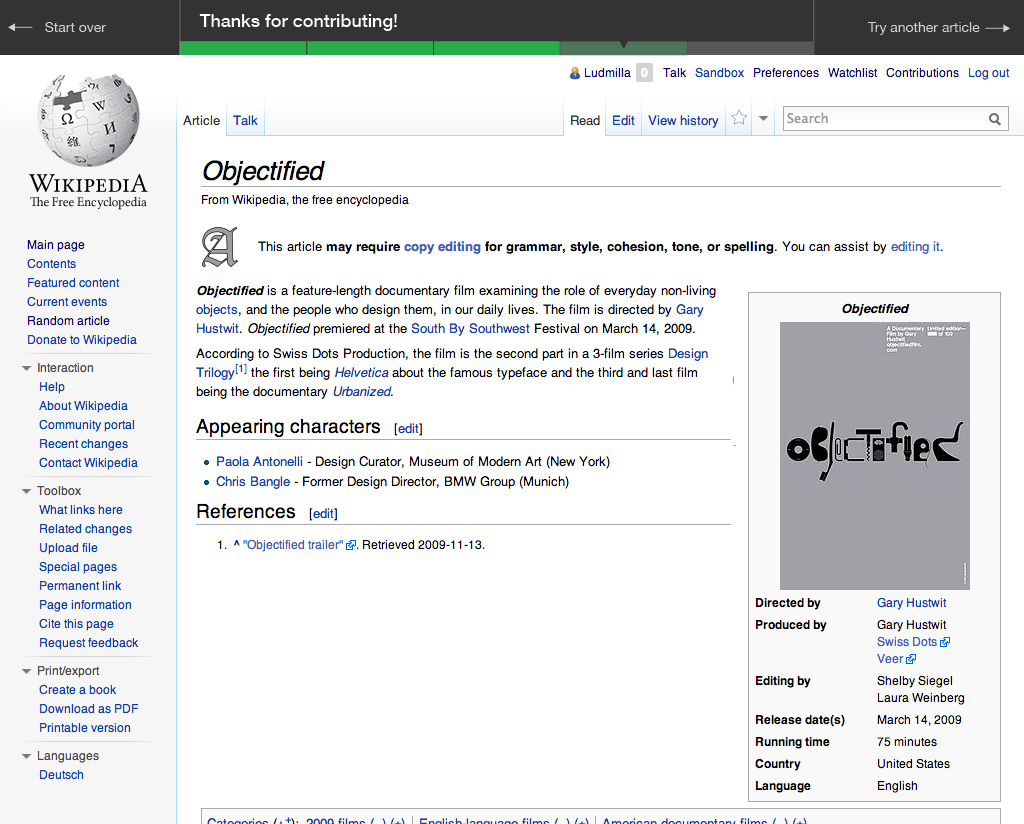 Start over
Thanks for contributing!
Try another article
Ludmilla 0 Talk Sandbox Preferences Watchlist Contributions Log out
Article Talk Read Edit View history Search
WIKIPEDIA
The Free Encyclopedia
Main page
Contents
Featured content
Current events
Random article
Donate to Wikipedia
Interaction
Help
About Wikipedia
Community portal
Recent changes
Contact Wikipedia
Toolbox
What links here
Related changes
Upload file
Special pages
Permanent link
Page information
Cite this page
Request feedback
Print/export
Create a book
Download as PDF
Printable version
Languages
Deutsch
Objectified
From Wikipedia, the free encyclopedia
This article may require copy editing for grammar, style, cohesion, tone, or spelling. You can assist by editing it.
Objectified is a feature-length documentary film examining the role of everyday non-living
objects, and the people who design them, in our daily lives. The film is directed by Gary
Hustwit. Objectified premiered at the South By Southwest Festival on March 14, 2009.
According to Swiss Dots Production, the film is the second part in a 3-film series Design
Trilogy[1] the first being Helvetica about the famous typeface and the third and last film
being the documentary Urbanized.
Appearing characters [edit]
• Paola Antonelli - Design Curator, Museum of Modern Art (New York)
• Chris Bangle - Former Design Director, BMW Group (Munich)
References [edit]
1. ^ "Objectified trailer". Retrieved 2009-11-13.
Objectified
A Documentary Limited edition—
Film by Gary of 100
Hustwit
objectifiedfilm.
com
OBJECTIFIED
Directed by Gary Hustwit
Produced by Gary Hustwit
Swiss Dots
Veer
Editing by Shelby Siegel
Laura Weinberg
Release date(s) March 14, 2009
Running time 75 minutes
Country United States
Language English
Categories (++): 2009 films (-) (±) | English-language films (-) (±) | American documentary films (-) (±)